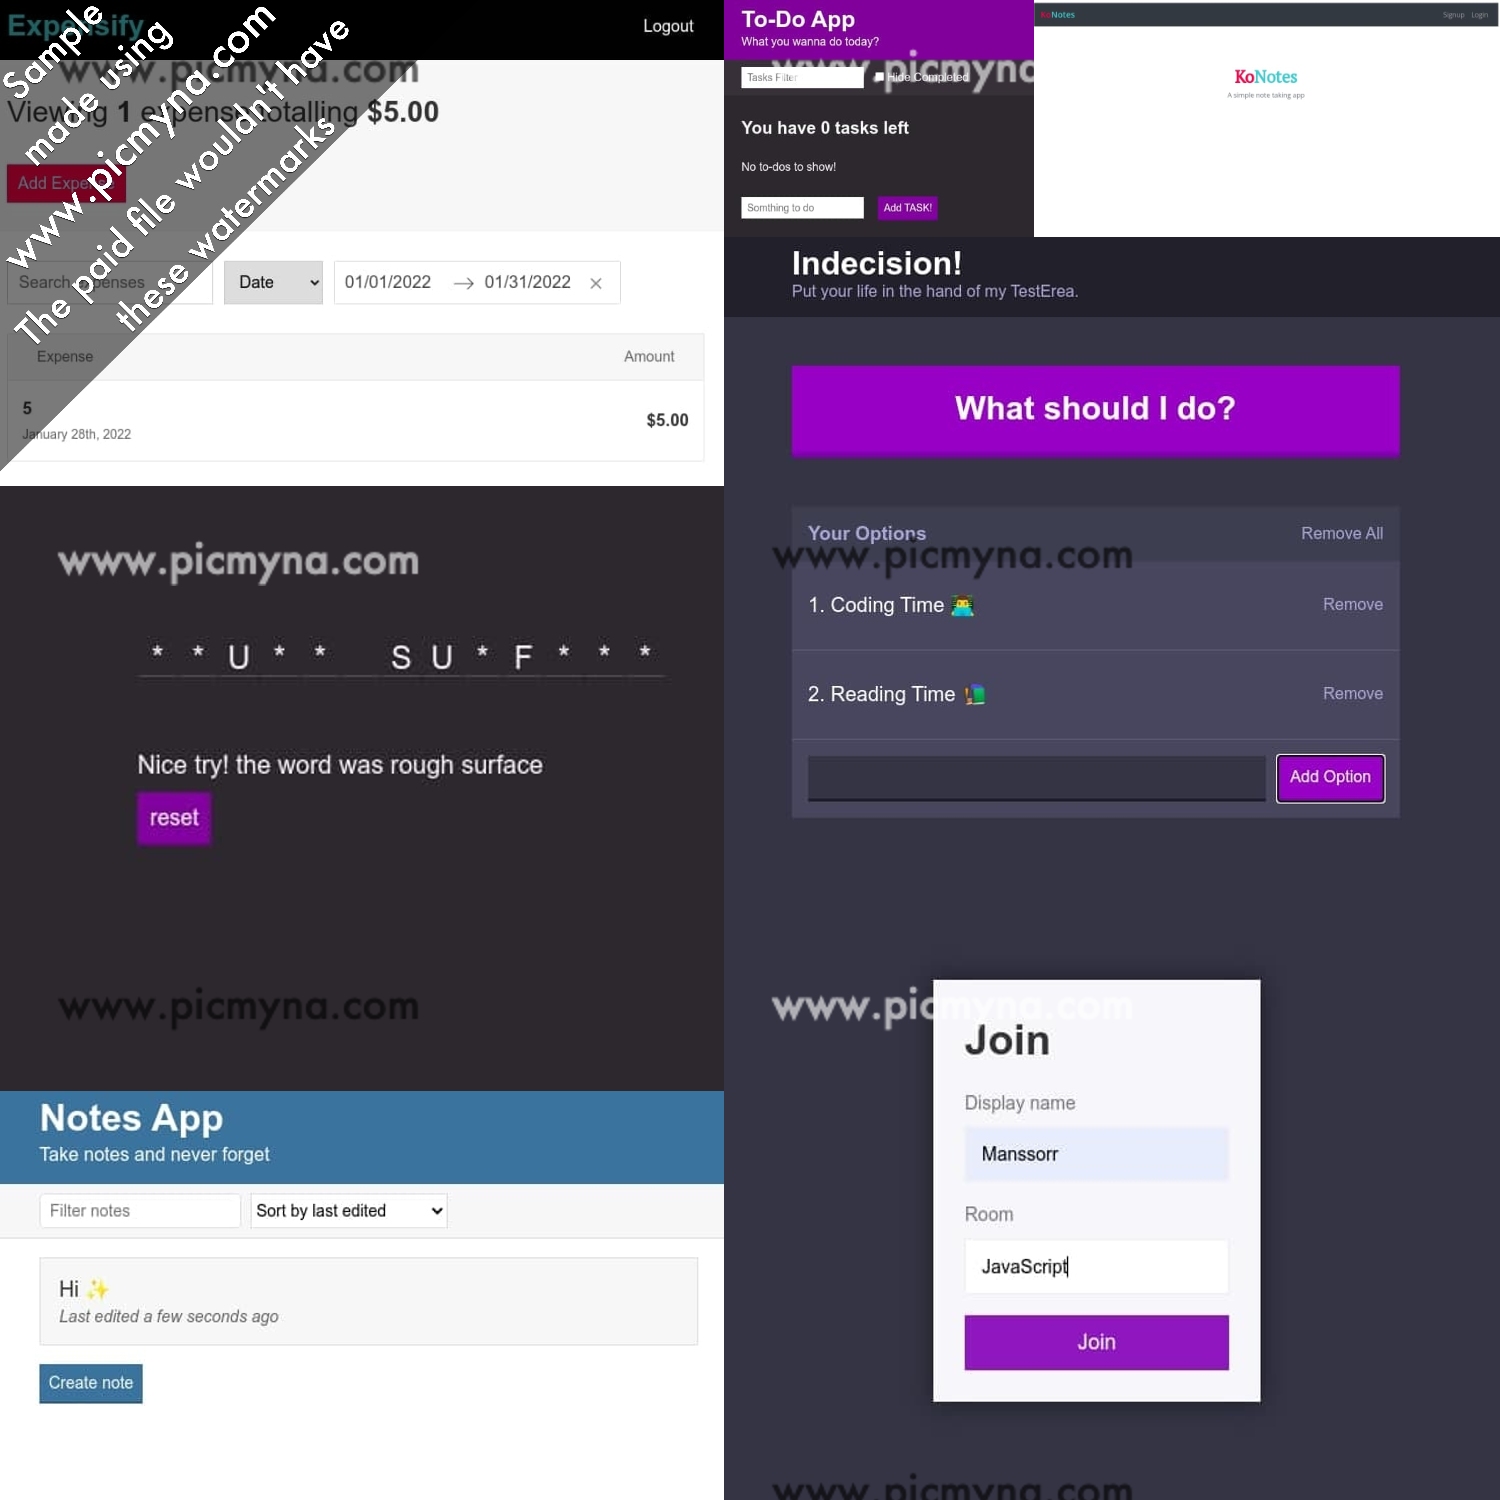 Expensify
Logout
Sample
made using
www.picmyna.com
The paid file wouldn't have
these watermarks
www.picmyna.com
Viewing 1 expense totalling $5.00
Add Expense
Search expenses
Date
01/01/2022 → 01/31/2022 ×
Expense
Amount
5
January 28th, 2022
$5.00
To-Do App
What you wanna do today?
www.picmyna
Tasks Filter
Hide Completed
You have 0 tasks left
No to-dos to show!
Somthing to do
Add TASK!
KoNotes
Signup Login
KoNotes
A simple note taking app
Indecision!
Put your life in the hand of my TestErea.
What should I do?
Your Options
Remove All
www.picmyna.com
1. Coding Time 👨‍💻
Remove
2. Reading Time
Remove
Add Option
www.picmyna.com
* * U * * S U * F * * *
Nice try! the word was rough surface
reset
www.picmyna.com
Notes App
Take notes and never forget
Filter notes
Sort by last edited
Hi ✨
Last edited a few seconds ago
Create note
www.picmyna.com
Join
Display name
Manssorr
Room
JavaScript
Join
www.picmyna.com